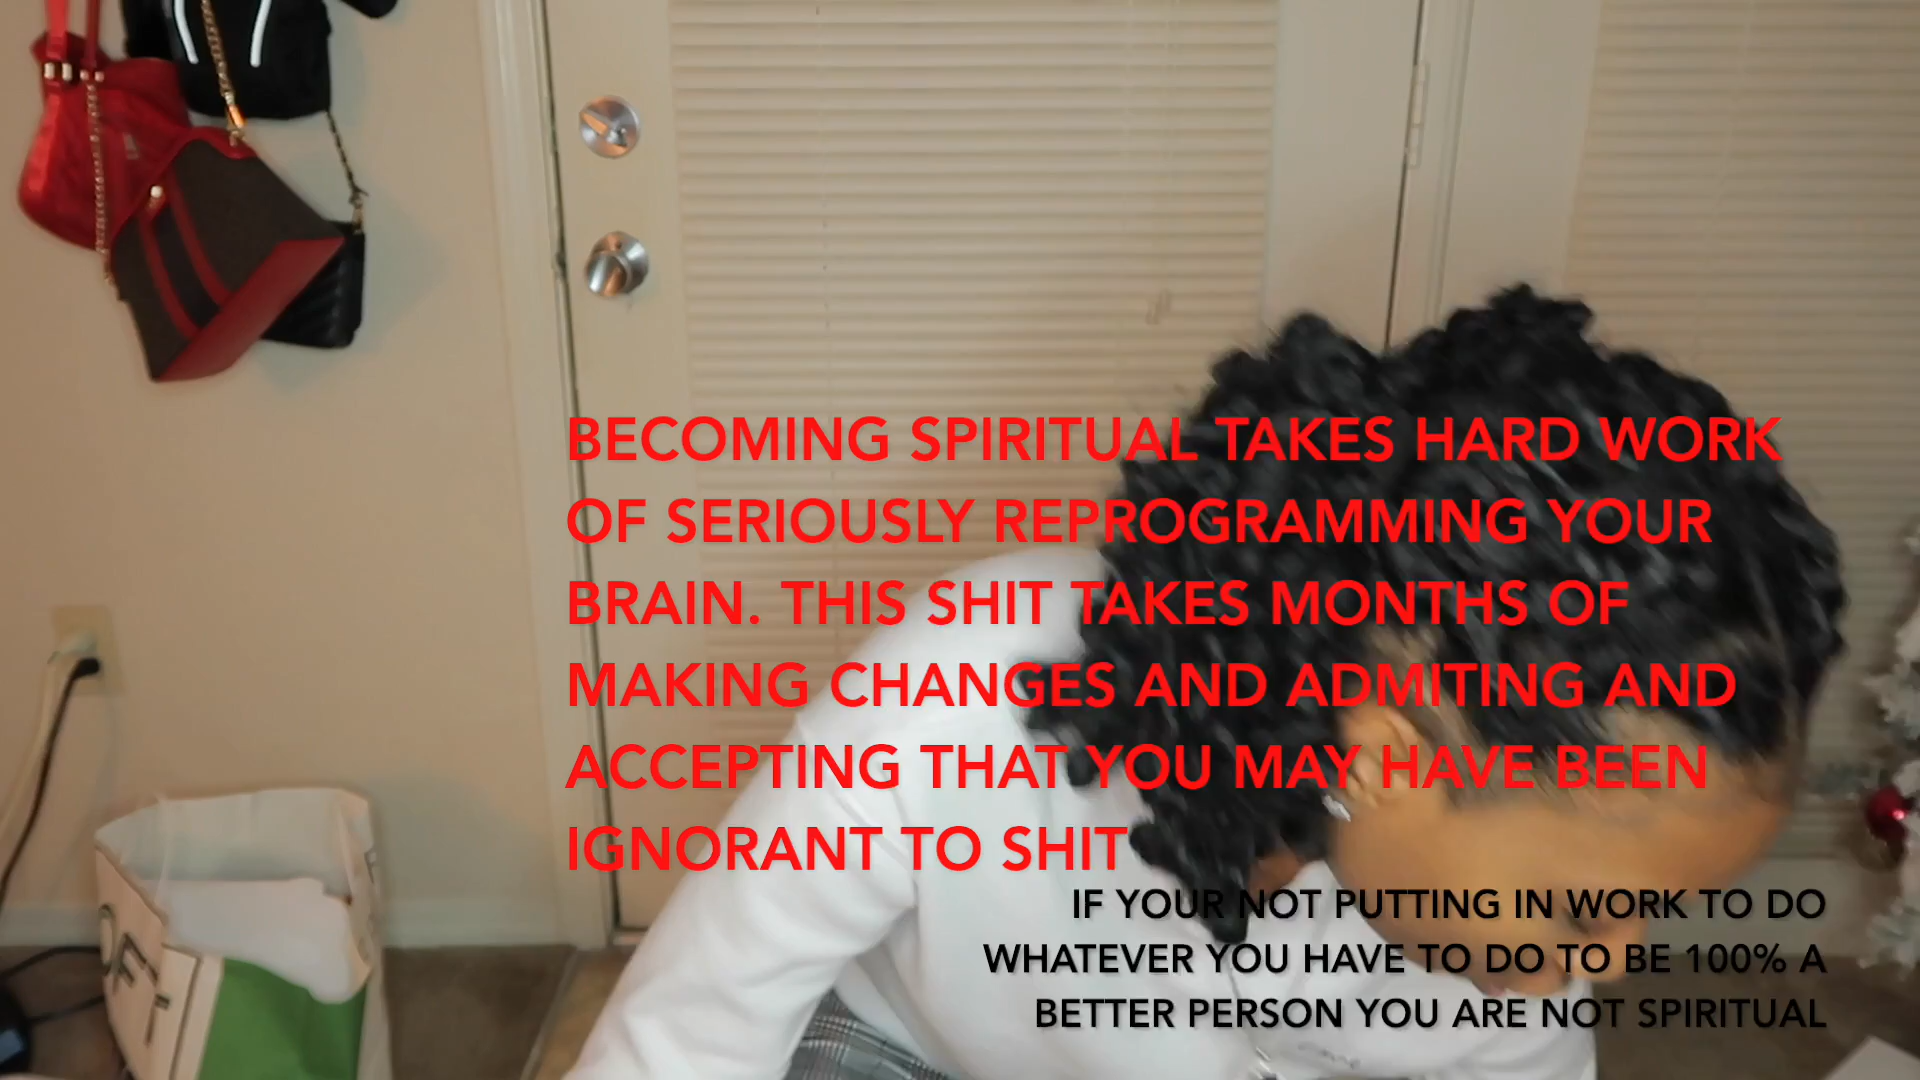 BECOMING SPIRITUAL TAKES HARD WORK
OF SERIOUSLY REPROGRAMMING YOUR
BRAIN. THIS SHIT TAKES MONTHS OF
MAKING CHANGES AND ADMITING AND
ACCEPTING THAT YOU MAY HAVE BEEN
IGNORANT TO SHIT
IF YOUR NOT PUTTING IN WORK TO DO
WHATEVER YOU HAVE TO DO TO BE 100% A
BETTER PERSON YOU ARE NOT SPIRITUAL